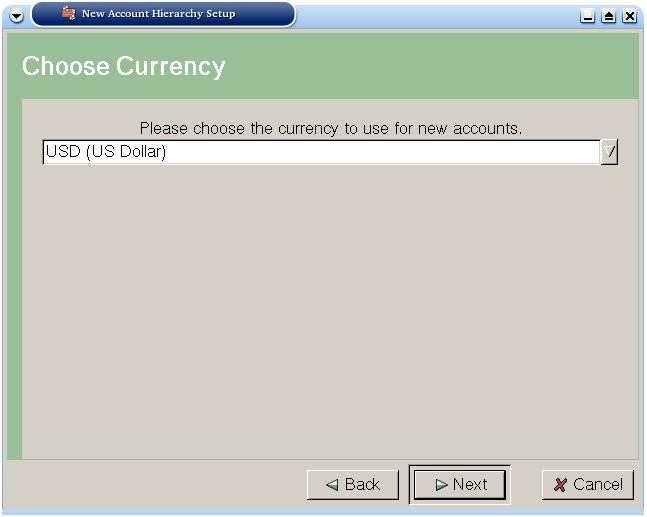 New Account Hierarchy Setup
Choose Currency
Please choose the currency to use for new accounts.
USD (US Dollar)
Back
Next
Cancel